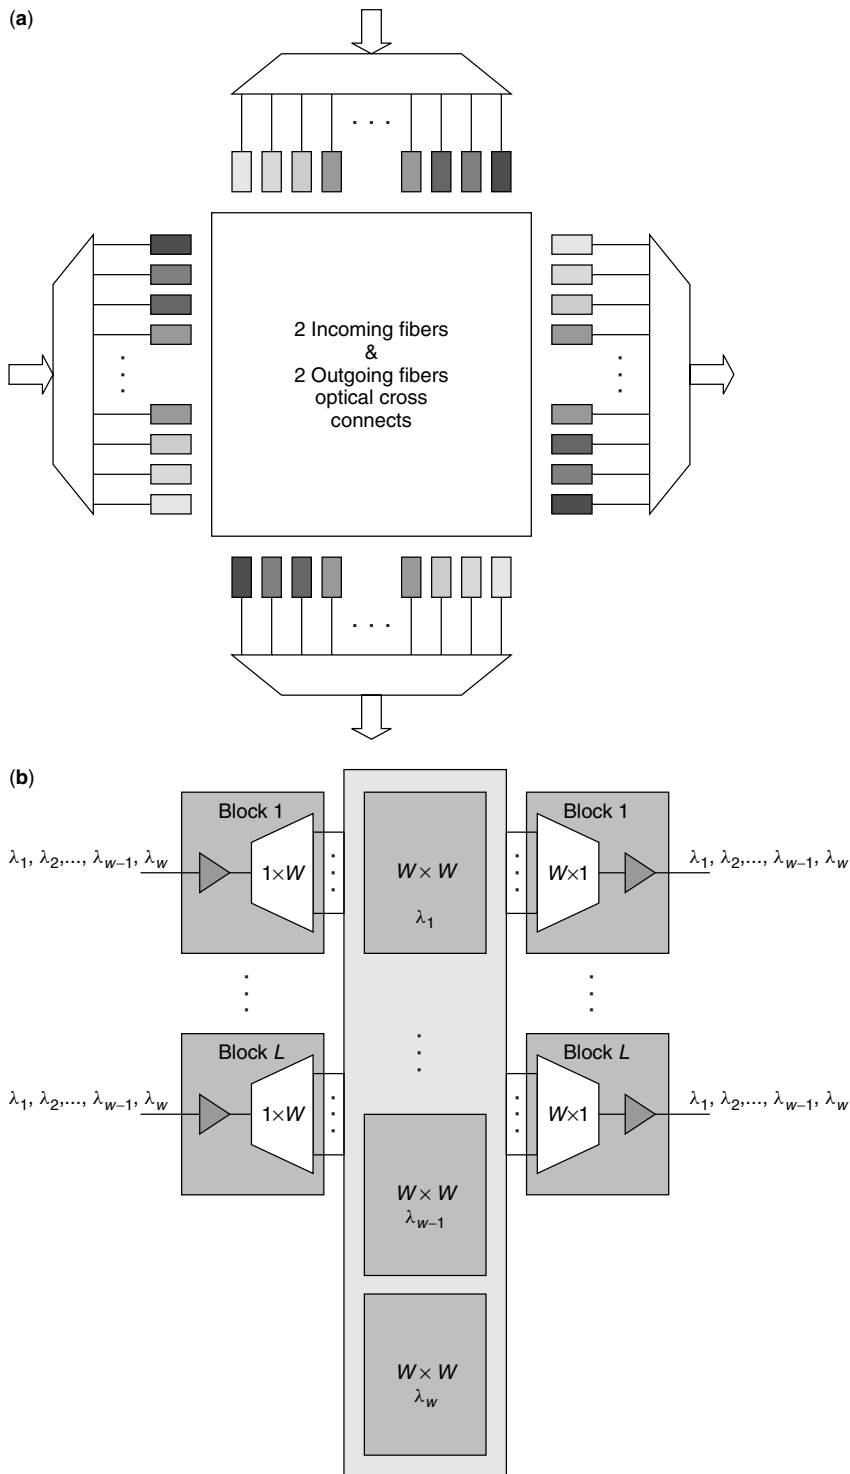 (a)
2 Incoming fibers
&
2 Outgoing fibers
optical cross
connects
(b)
Block 1
λ1, λ2,..., λw−1, λw
1×W
W × W
λ1
Block 1
W×1
λ1, λ2,..., λw−1, λw
Block L
λ1, λ2,..., λw−1, λw
1×W
Block L
W×1
λ1, λ2,..., λw−1, λw
W × W
λw−1
W × W
λw